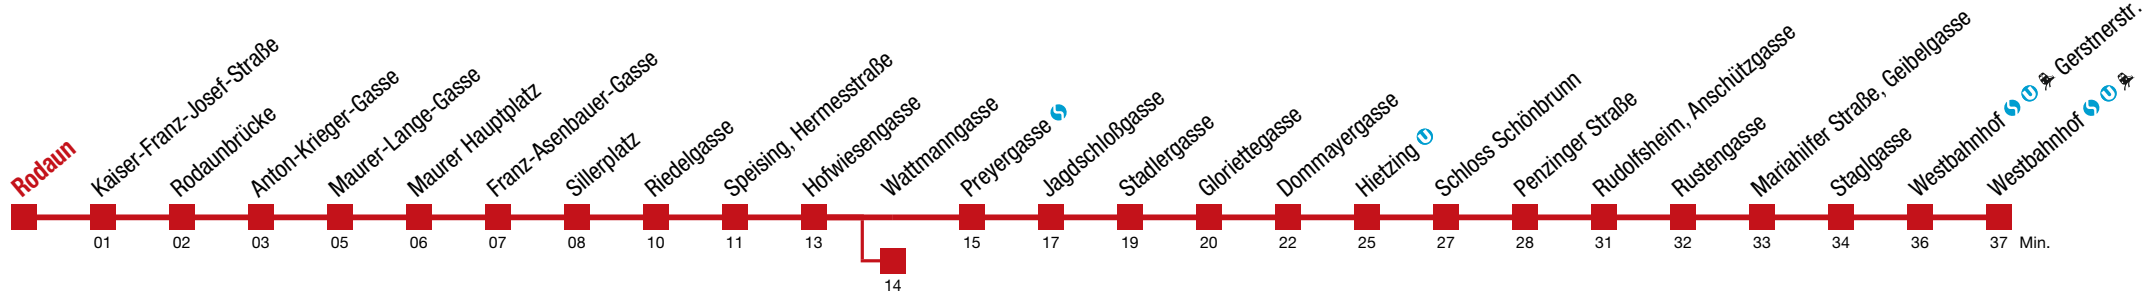 Rodaun
Kaiser-Franz-Josef-Straße
Rodaunbrücke
Anton-Krieger-Gasse
Maurer-Lange-Gasse
Maurer Hauptplatz
Franz-Asenbauer-Gasse
Sillerplatz
Riedelgasse
Speising, Hermesstraße
Hofwiesengasse
Wattmanngasse
Preyergasse S
Jagdschloßgasse
Stadlergasse
Gloriettegasse
Dommayergasse
Hietzing U
Schloss Schönbrunn
Penzinger Straße
Rudolfsheim, Anschützgasse
Rustengasse
Mariahilfer Straße, Geibelgasse
Staglgasse
Westbahnhof S U Gerstnerstr.
Westbahnhof S U
01 02 03 05 06 07 08 10 11 13 15 17 19 20 22 25 27 28 31 32 33 34 36 37 Min.
14